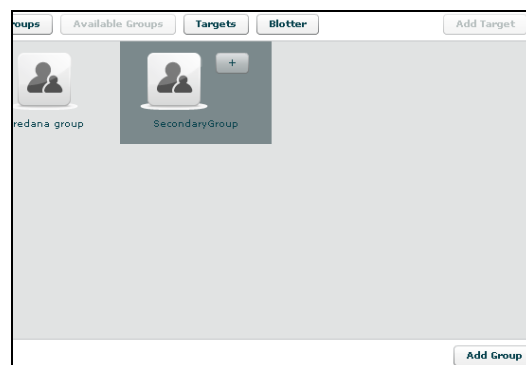 roups Available Groups Targets Blotter Add Target
+
redana group SecondaryGroup
Add Group